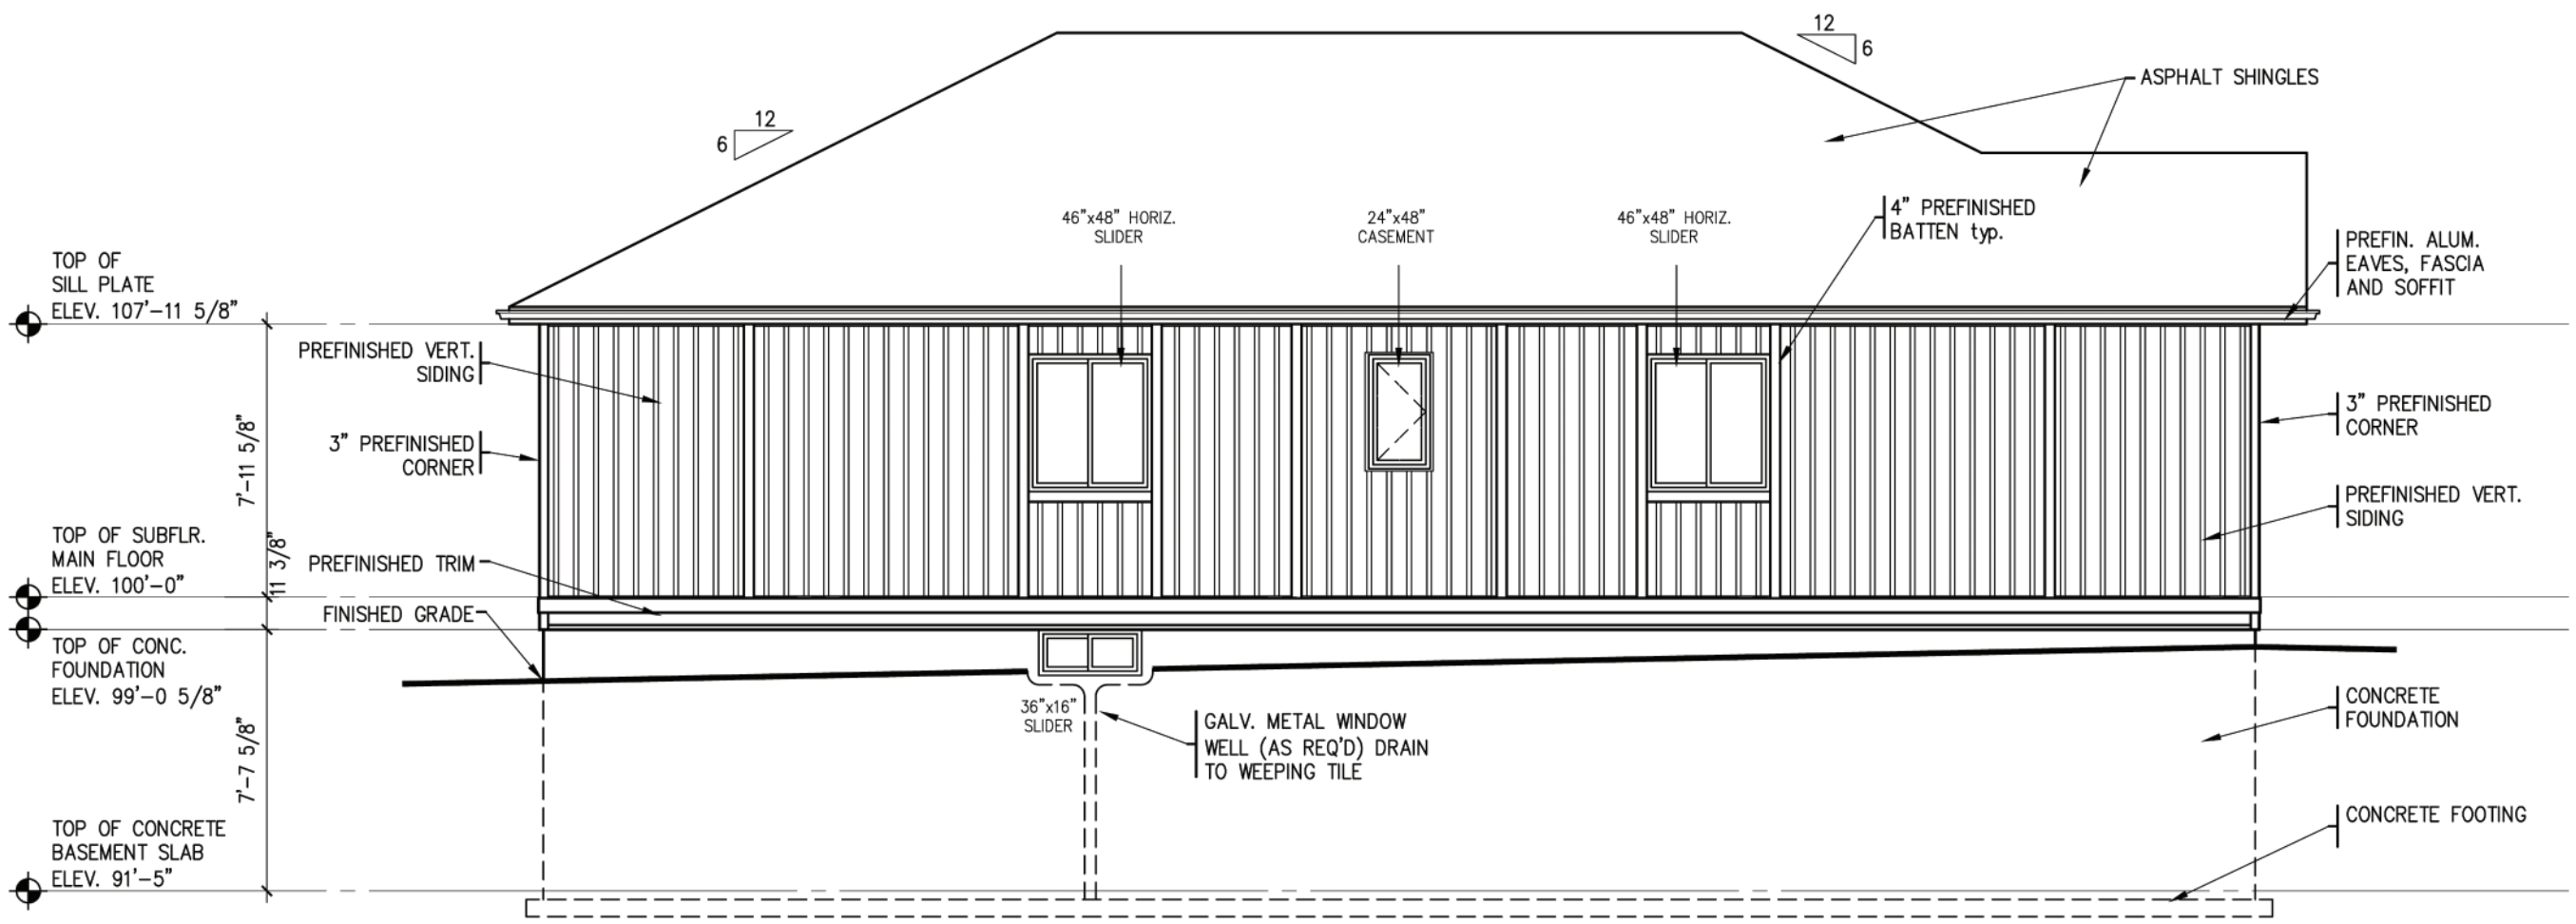 12
6
12
6
ASPHALT SHINGLES
46"x48" HORIZ.
SLIDER
24"x48"
CASEMENT
46"x48" HORIZ.
SLIDER
4" PREFINISHED
BATTEN typ.
PREFIN. ALUM.
EAVES, FASCIA
AND SOFFIT
TOP OF
SILL PLATE
ELEV. 107'-11 5/8"
PREFINISHED VERT.
SIDING
3" PREFINISHED
CORNER
7'-11 5/8"
3" PREFINISHED
CORNER
PREFINISHED VERT.
SIDING
TOP OF SUBFLR.
MAIN FLOOR
ELEV. 100'-0"
11 3/8"
PREFINISHED TRIM
FINISHED GRADE
TOP OF CONC.
FOUNDATION
ELEV. 99'-0 5/8"
36"x16"
SLIDER
GALV. METAL WINDOW
WELL (AS REQ'D) DRAIN
TO WEEPING TILE
CONCRETE
FOUNDATION
7'-7 5/8"
TOP OF CONCRETE
BASEMENT SLAB
ELEV. 91'-5"
CONCRETE FOOTING